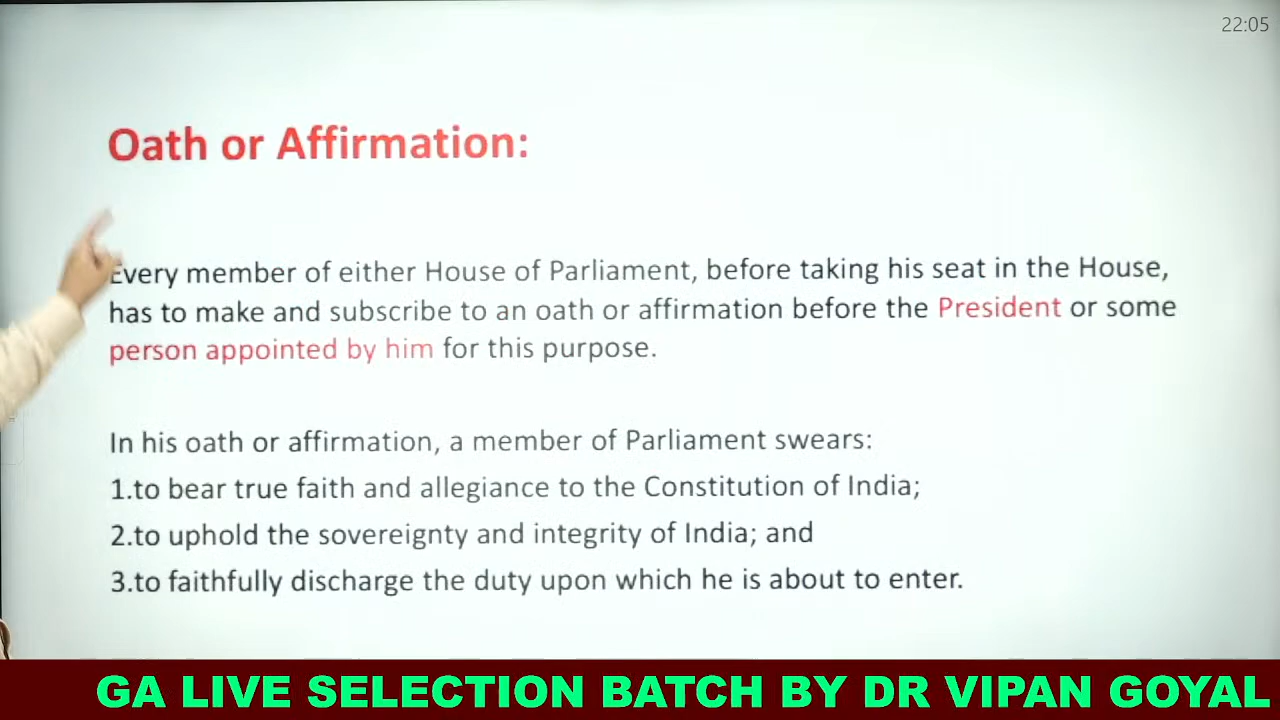 22:05
Oath or Affirmation:
Every member of either House of Parliament, before taking his seat in the House,
has to make and subscribe to an oath or affirmation before the President or some
person appointed by him for this purpose.
In his oath or affirmation, a member of Parliament swears:
1.to bear true faith and allegiance to the Constitution of India;
2.to uphold the sovereignty and integrity of India; and
3.to faithfully discharge the duty upon which he is about to enter.
GA LIVE SELECTION BATCH BY DR VIPAN GOYAL